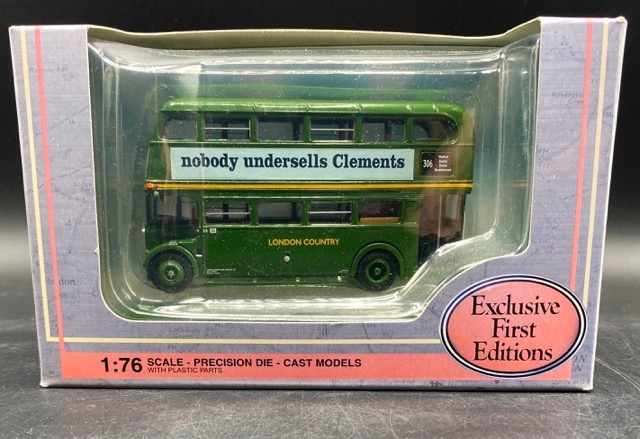 nobody undersells Clements
306
LONDON COUNTRY
Exclusive
First
Editions
1:76 SCALE - PRECISION DIE - CAST MODELS
WITH PLASTIC PARTS